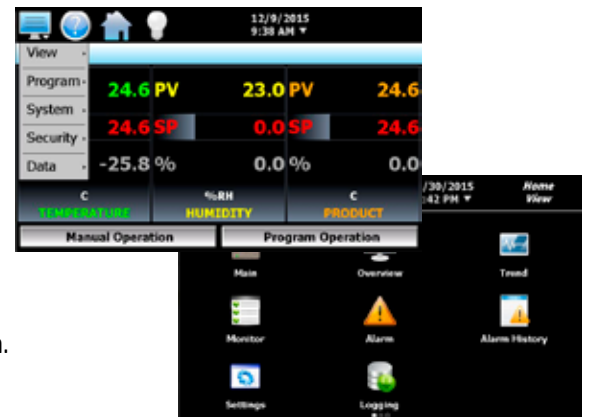 12/9/2015
9:38 AM ▼
View
Program
System
Security
Data
24.6 PV 23.0 PV 24.6
24.6 SP 0.0 SP 24.6
-25.8 % 0.0 % 0.0
C %RH C
TEMPERATURE HUMIDITY PRODUCT
Manual Operation Program Operation
/30/2015
:42 PM ▼
Home
View
Main Overview Trend
Monitor Alarm Alarm History
Settings Logging